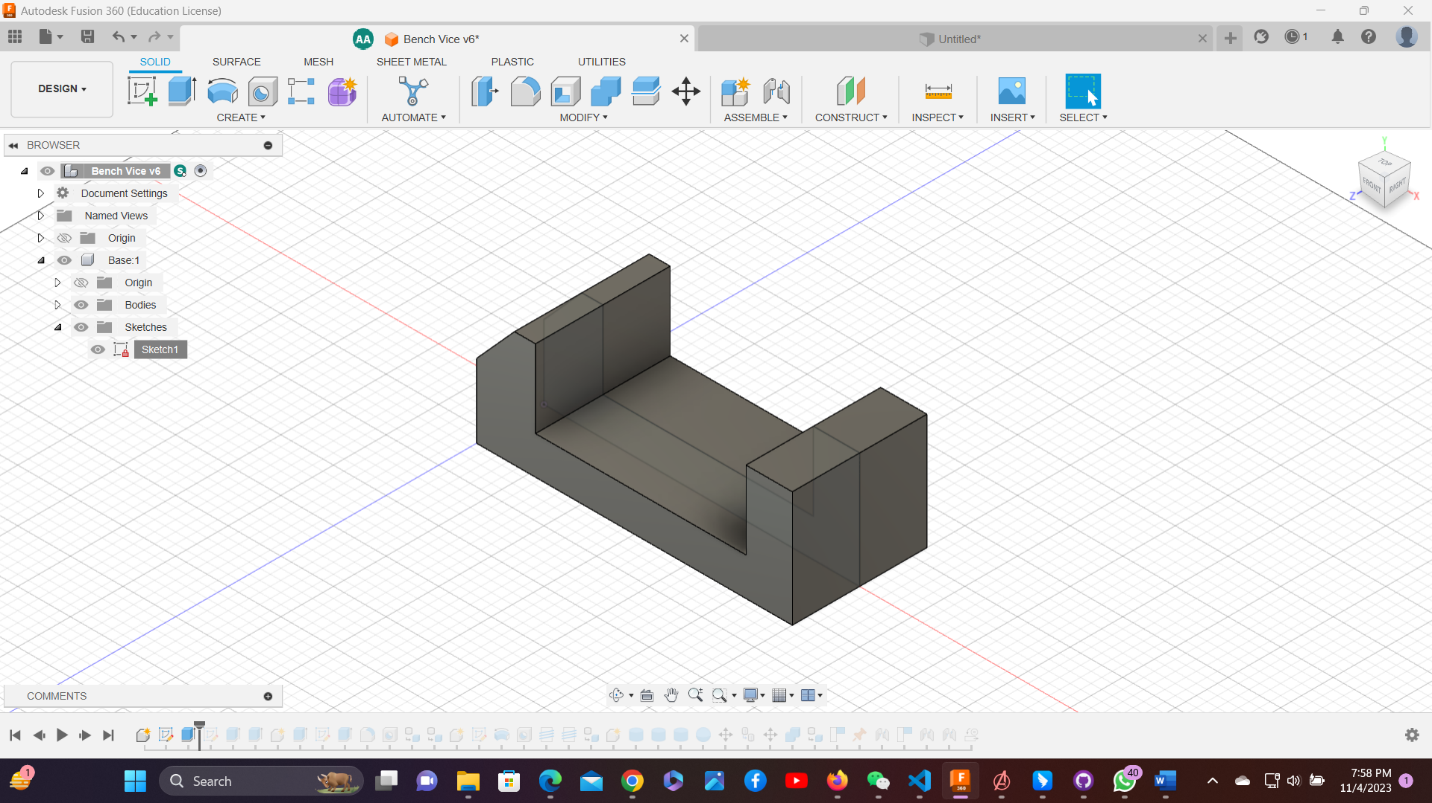 Autodesk Fusion 360 (Education License)
AA Bench Vice v6*
Untitled*
1
SOLID SURFACE MESH SHEET METAL PLASTIC UTILITIES
DESIGN
CREATE AUTOMATE MODIFY ASSEMBLE CONSTRUCT INSPECT INSERT SELECT
BROWSER
Bench Vice v6 S
Document Settings
Named Views
Origin
Base:1
Origin
Bodies
Sketches
Sketch1
Y
TOP
FRONT RIGHT
Z X
COMMENTS
1
Search
F
360
40
W
7:58 PM
11/4/2023
1